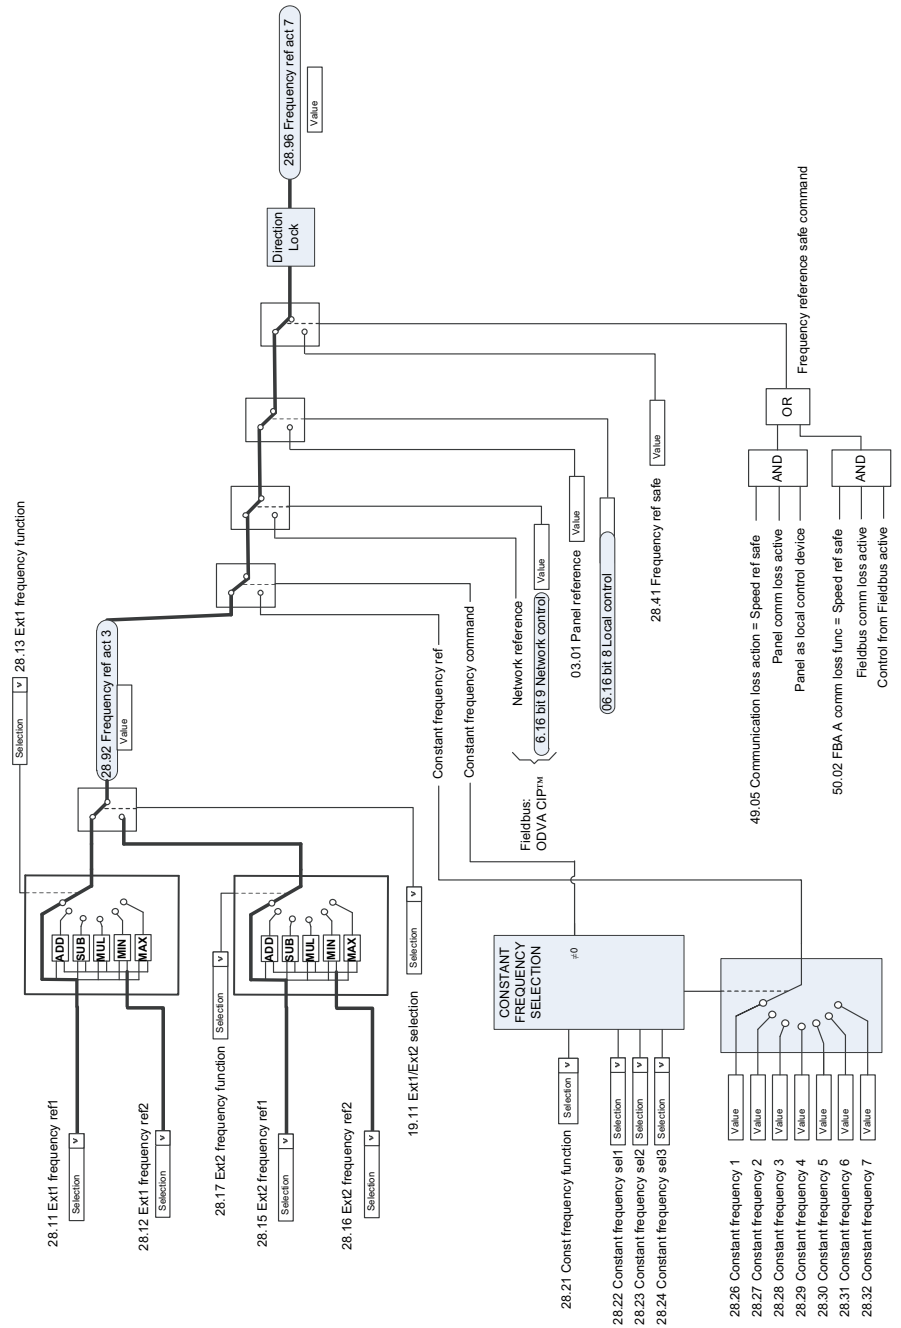 28.11 Ext1 frequency ref1
Selection
v
28.12 Ext1 frequency ref2
Selection
v
ADD
SUB
MUL
MIN
MAX
Selection
v
28.13 Ext1 frequency function
28.17 Ext2 frequency function
Selection
v
28.15 Ext2 frequency ref1
Selection
v
28.16 Ext2 frequency ref2
Selection
v
ADD
SUB
MUL
MIN
MAX
19.11 Ext1/Ext2 selection
Selection
v
28.92 Frequency ref act 3
Value
28.21 Const frequency function
Selection
v
28.22 Constant frequency sel1
Selection
v
28.23 Constant frequency sel2
Selection
v
28.24 Constant frequency sel3
Selection
v
CONSTANT
FREQUENCY
SELECTION
≠0
28.26 Constant frequency 1
Value
28.27 Constant frequency 2
Value
28.28 Constant frequency 3
Value
28.29 Constant frequency 4
Value
28.30 Constant frequency 5
Value
28.31 Constant frequency 6
Value
28.32 Constant frequency 7
Value
Constant frequency ref
Constant frequency command
Fieldbus:
ODVA CIP™
Network reference
6.16 bit 9 Network control
Value
03.01 Panel reference
Value
06.16 bit 8 Local control
28.41 Frequency ref safe
Value
49.05 Communication loss action = Speed ref safe
Panel comm loss active
Panel as local control device
AND
50.02 FBA A comm loss func = Speed ref safe
Fieldbus comm loss active
Control from Fieldbus active
AND
OR
Frequency reference safe command
Direction
Lock
28.96 Frequency ref act 7
Value